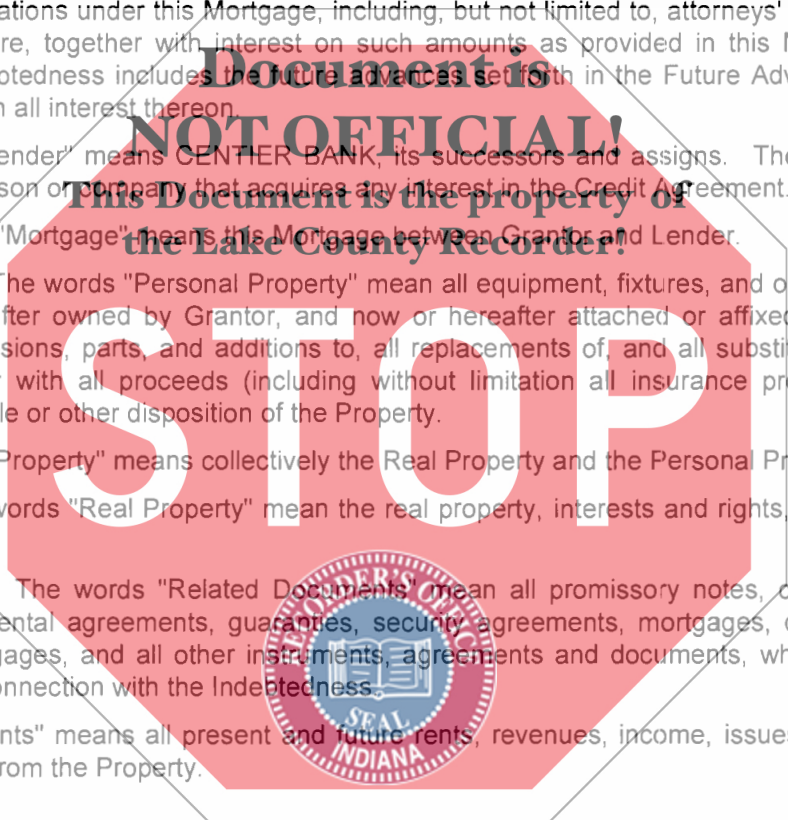 ations under this Mortgage, including, but not limited to, attorneys'
re, together with interest on such amounts as provided in this
Document is
otedness includes the future advances set forth in the Future Adv
n all interest thereon.
NOT OFFICIAL!
ender" means CENTIER BANK, its successors and assigns. The
This Document is the property of
son or company that acquires any interest in the Credit Agreement.
the Lake County Recorder!
"Mortgage" means this Mortgage between Grantor and Lender.
The words "Personal Property" mean all equipment, fixtures, and o
fter owned by Grantor, and now or hereafter attached or affixed
sions, parts, and additions to, all replacements of, and all substi
with all proceeds (including without limitation all insurance pr
le or other disposition of the Property.
STOP
Property" means collectively the Real Property and the Personal Pr
words "Real Property" mean the real property, interests and rights,
The words "Related Documents" mean all promissory notes, c
ental agreements, guaranties, security agreements, mortgages,
gages, and all other instruments, agreements and documents, wh
onnection with the Indebtedness.
RECORDER'S OFFICE
SEAL
INDIANA
nts" means all present and future rents, revenues, income, issues
rom the Property.